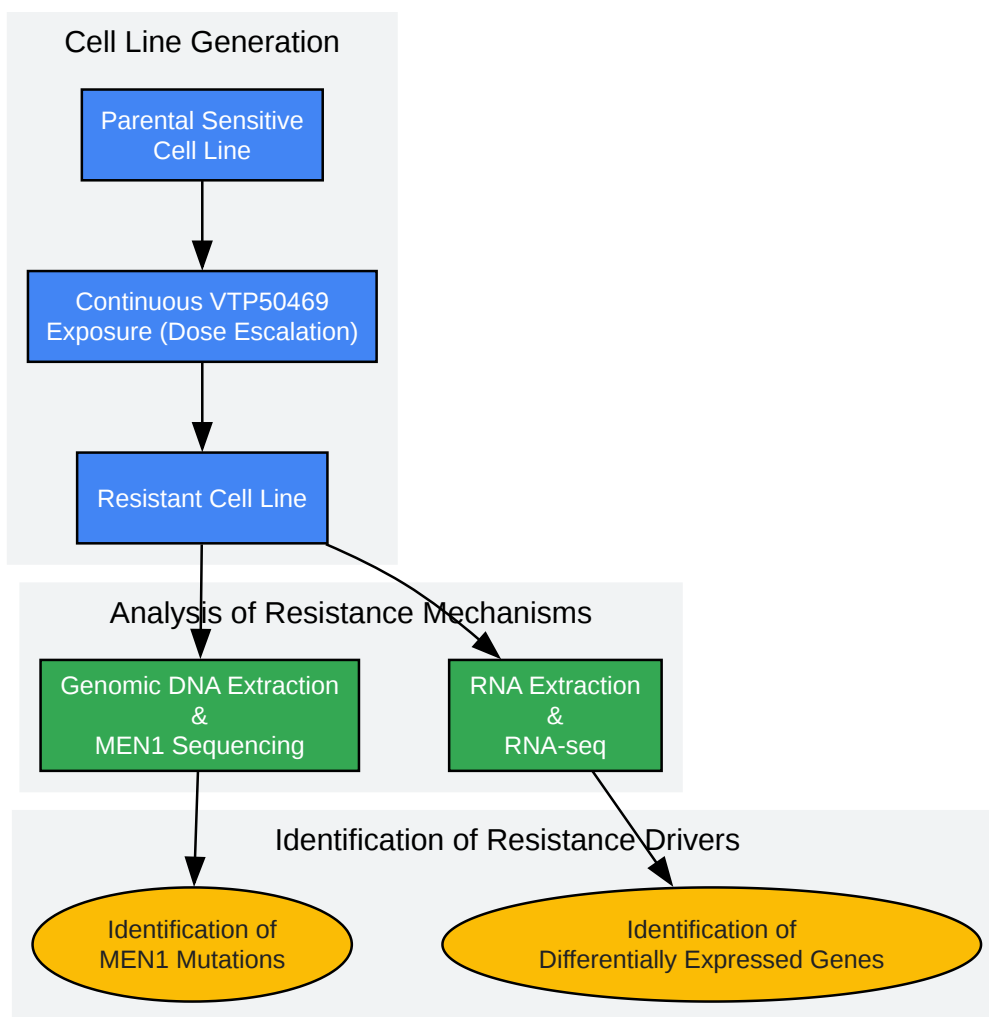 Cell Line Generation
Parental Sensitive
Cell Line
Continuous VTP50469
Exposure (Dose Escalation)
Resistant Cell Line
Analysis of Resistance Mechanisms
Genomic DNA Extraction
&
MEN1 Sequencing
RNA Extraction
&
RNA-seq
Identification of Resistance Drivers
Identification of
MEN1 Mutations
Identification of
Differentially Expressed Genes